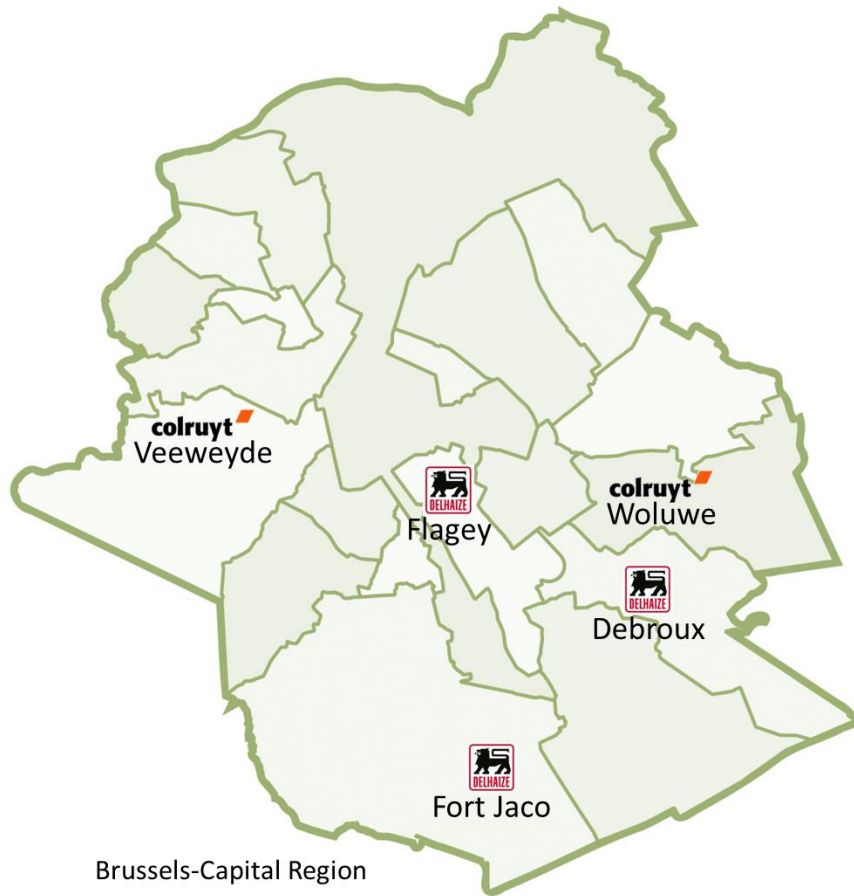 colruyt
Veeweyde
DELHAIZE
Flagey
colruyt
Woluwe
DELHAIZE
Debroux
DELHAIZE
Fort Jaco
Brussels-Capital Region